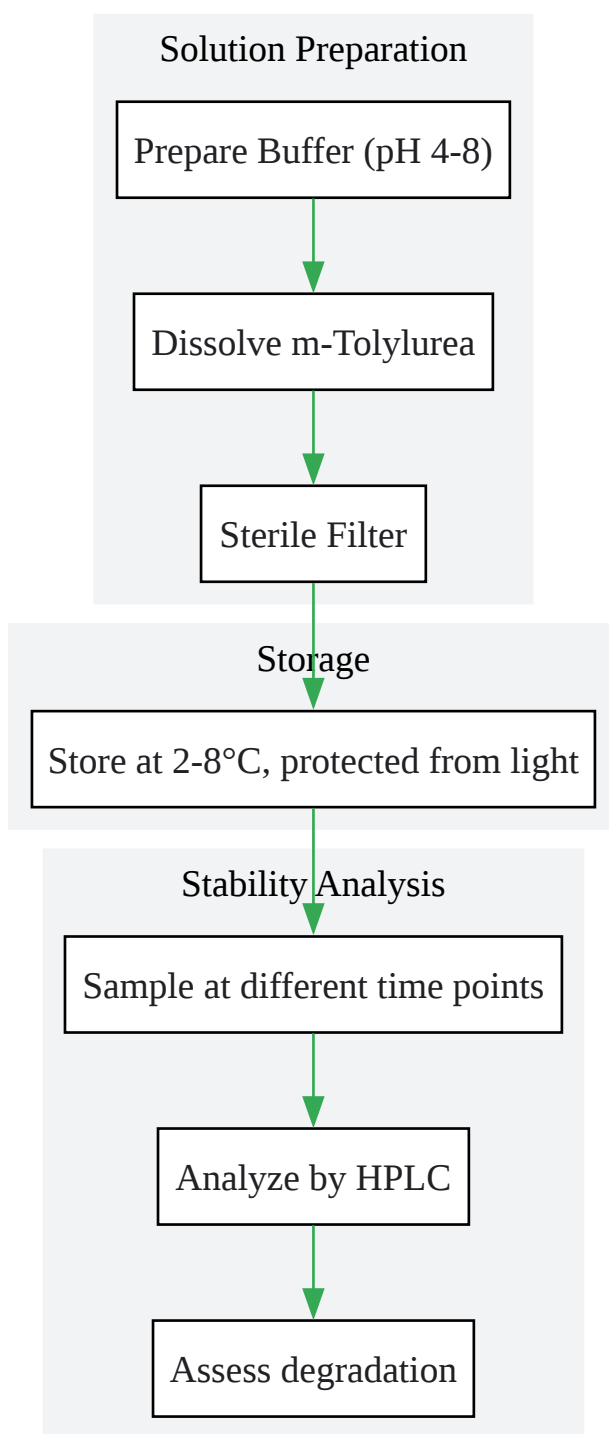 Solution Preparation
Prepare Buffer (pH 4-8)
Dissolve m-Tolylurea
Sterile Filter
Storage
Store at 2-8°C, protected from light
Stability Analysis
Sample at different time points
Analyze by HPLC
Assess degradation